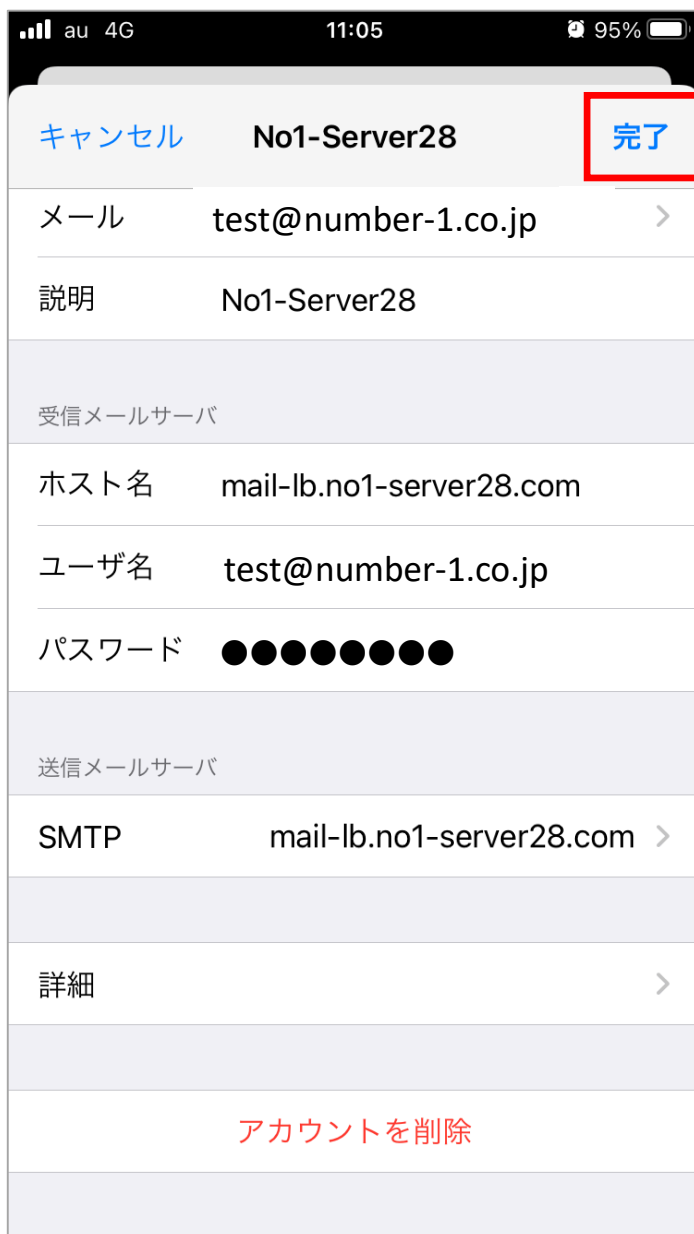 au 4G 11:05 95%
キャンセル No1-Server28 完了
メール test@number-1.co.jp
説明 No1-Server28
受信メールサーバ
ホスト名 mail-lb.no1-server28.com
ユーザ名 test@number-1.co.jp
パスワード ●●●●●●●●
送信メールサーバ
SMTP mail-lb.no1-server28.com
詳細
アカウントを削除